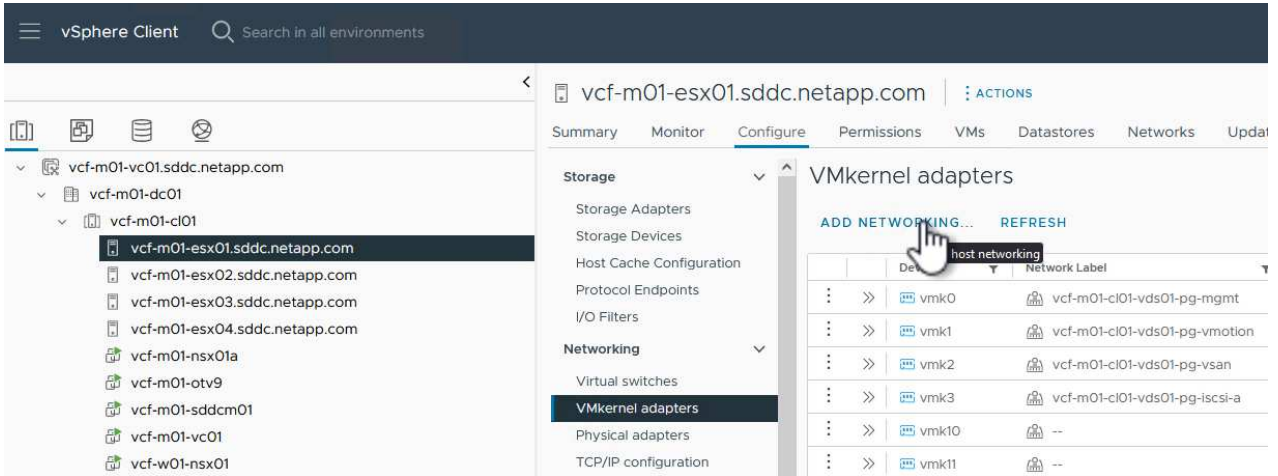 vSphere Client Search in all environments
vcf-m01-vc01.sddc.netapp.com
vcf-m01-dc01
vcf-m01-cl01
vcf-m01-esx01.sddc.netapp.com
vcf-m01-esx02.sddc.netapp.com
vcf-m01-esx03.sddc.netapp.com
vcf-m01-esx04.sddc.netapp.com
vcf-m01-nsx01a
vcf-m01-otv9
vcf-m01-sddcm01
vcf-m01-vc01
vcf-w01-nsx01
vcf-m01-esx01.sddc.netapp.com ACTIONS
Summary Monitor Configure Permissions VMs Datastores Networks Updat
Storage
Storage Adapters
Storage Devices
Host Cache Configuration
Protocol Endpoints
I/O Filters
Networking
Virtual switches
VMkernel adapters
Physical adapters
TCP/IP configuration
VMkernel adapters
ADD NETWORKING... REFRESH
host networking
Network Label
vmk0 vcf-m01-cl01-vds01-pg-mgmt
vmk1 vcf-m01-cl01-vds01-pg-vmotion
vmk2 vcf-m01-cl01-vds01-pg-vsan
vmk3 vcf-m01-cl01-vds01-pg-iscsi-a
vmk10 --
vmk11 --